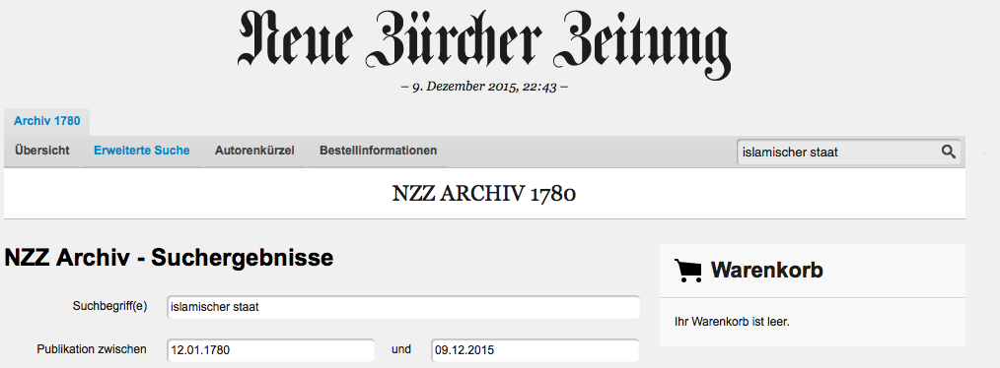 Neue Zürcher Zeitung
– 9. Dezember 2015, 22:43 –
Archiv 1780
Übersicht Erweiterte Suche Autorenkürzel Bestellinformationen islamischer staat
NZZ ARCHIV 1780
NZZ Archiv - Suchergebnisse
Warenkorb
Suchbegriff(e) islamischer staat
Ihr Warenkorb ist leer.
Publikation zwischen 12.01.1780 und 09.12.2015